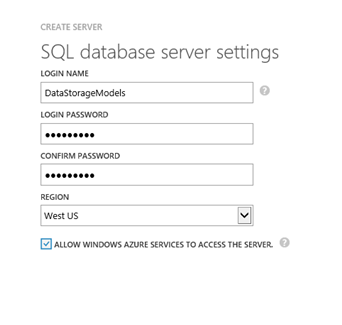 CREATE SERVER
SQL database server settings
LOGIN NAME
DataStorageModels
?
LOGIN PASSWORD
●●●●●●●●●
CONFIRM PASSWORD
●●●●●●●●●
REGION
West US
ALLOW WINDOWS AZURE SERVICES TO ACCESS THE SERVER. ?